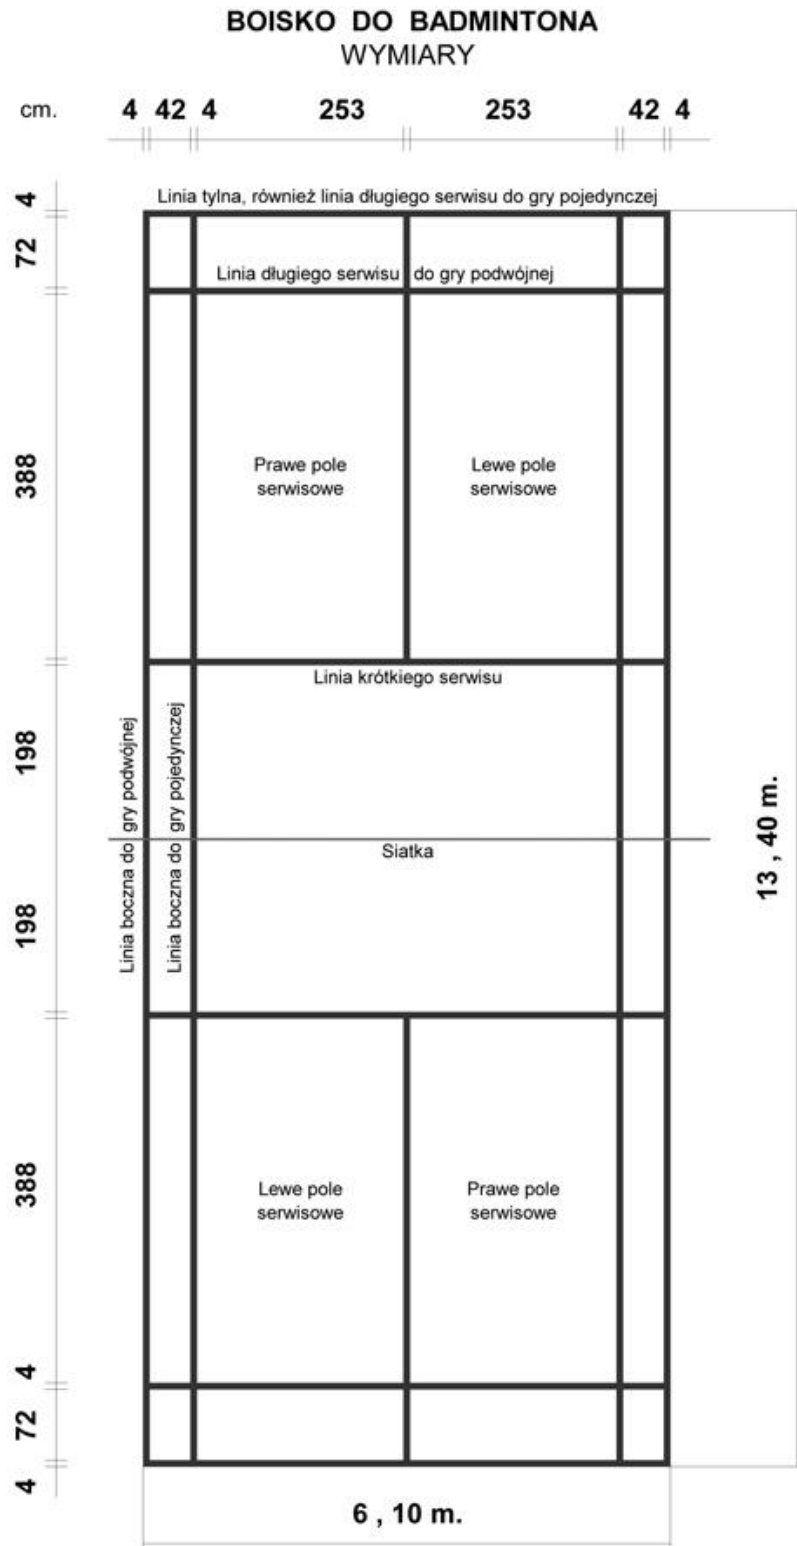 BOISKO DO BADMINTONA
WYMIARY
cm. 4 42 4 253 253 42 4
4
Linia tylna, również linia długiego serwisu do gry pojedynczej
72
Linia długiego serwisu do gry podwójnej
388
Prawe pole
serwisowe
Lewe pole
serwisowe
Linia krótkiego serwisu
198
Linia boczna do gry podwójnej
Linia boczna do gry pojedynczej
Siatka
13 , 40 m.
198
388
Lewe pole
serwisowe
Prawe pole
serwisowe
4
72
4
6 , 10 m.